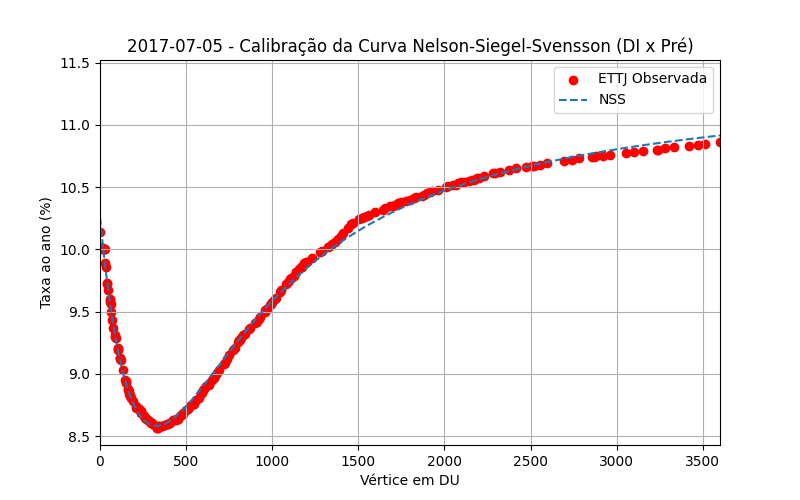 2017-07-05 - Calibração da Curva Nelson-Siegel-Svensson (DI x Pré)
11.5
11.0
10.5
10.0
9.5
9.0
8.5
Taxa ao ano (%)
ETTJ Observada
NSS
0 500 1000 1500 2000 2500 3000 3500
Vértice em DU